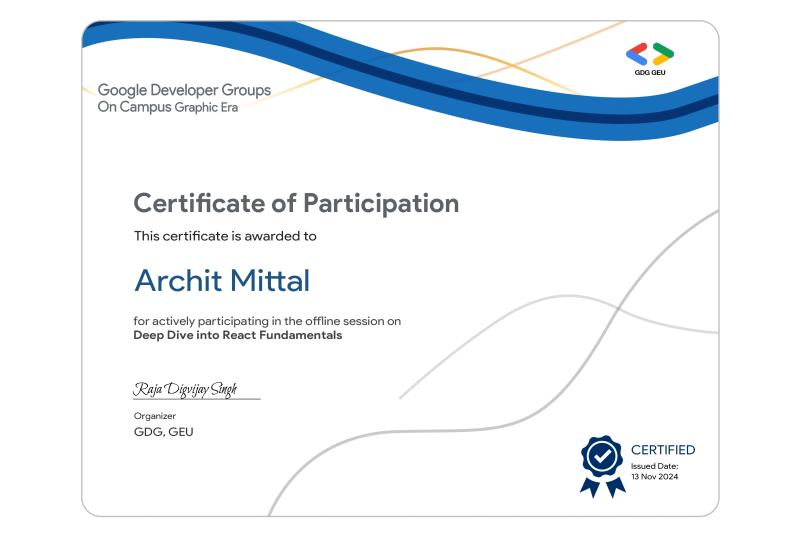 Google Developer Groups
On Campus Graphic Era
GDG GEU
Certificate of Participation
This certificate is awarded to
Archit Mittal
for actively participating in the offline session on
Deep Dive into React Fundamentals
Raja Digvijay Singh
Organizer
GDG, GEU
CERTIFIED
Issued Date:
13 Nov 2024